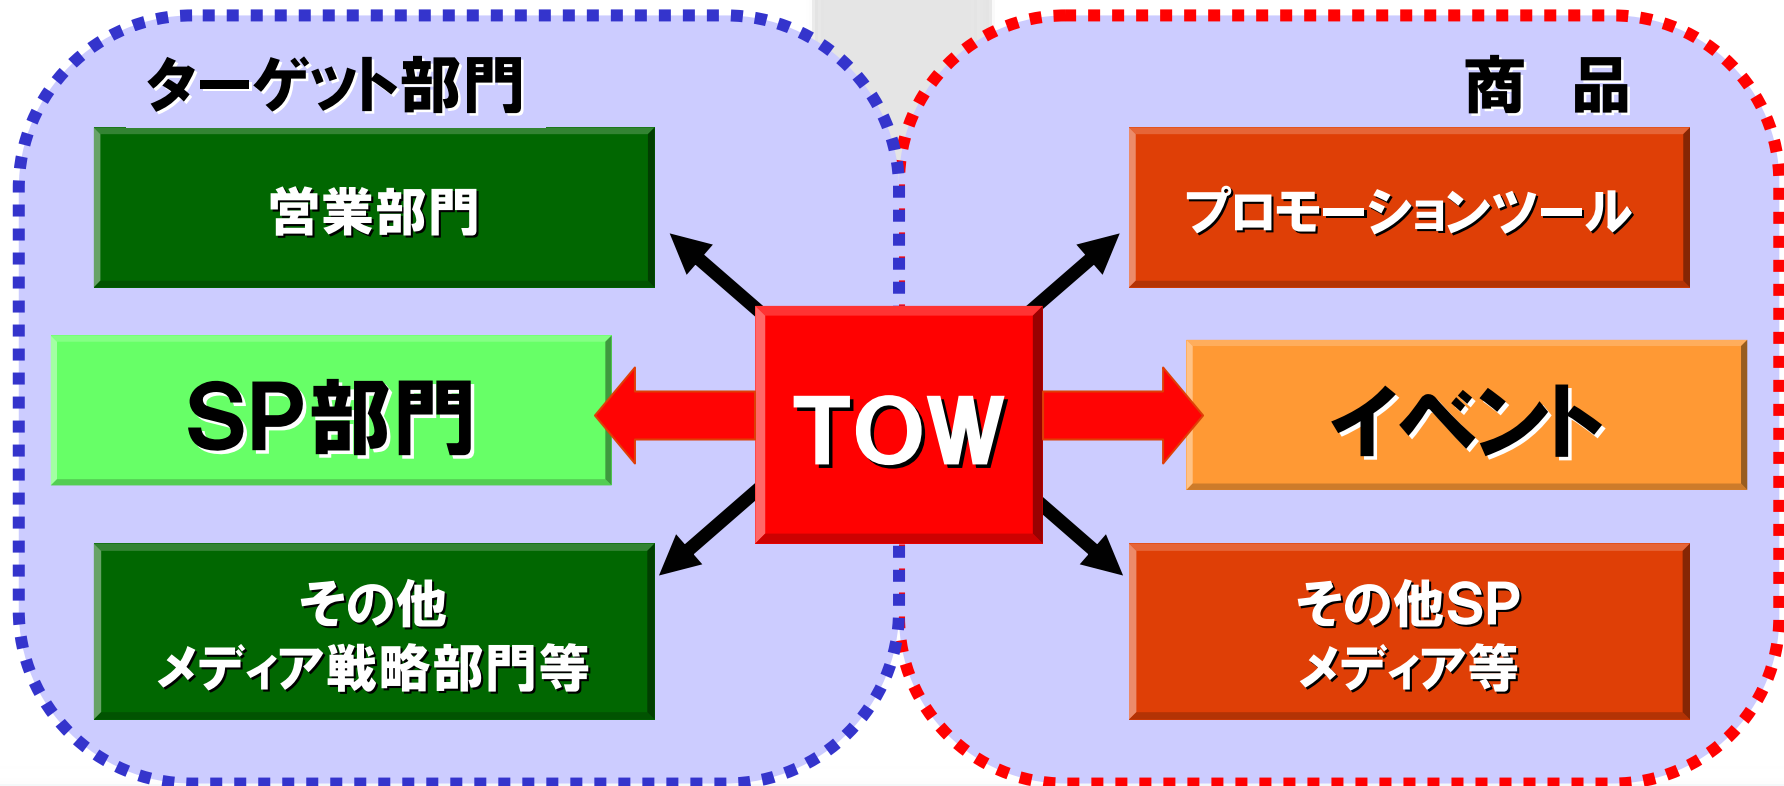 ターゲット部門
営業部門
SP部門
その他
メディア戦略部門等
TOW
商　品
プロモーションツール
イベント
その他SP
メディア等